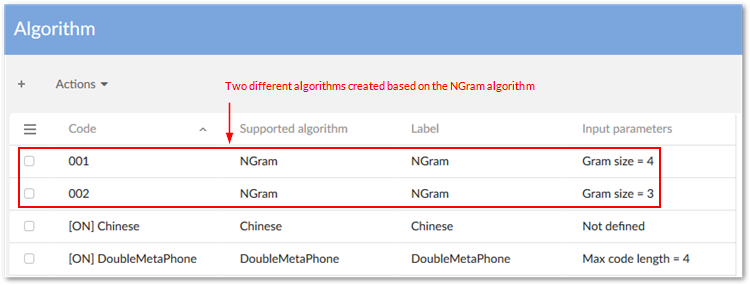 Algorithm
+ Actions
Two different algorithms created based on the NGram algorithm
Code Supported algorithm Label Input parameters
001 NGram NGram Gram size = 4
002 NGram NGram Gram size = 3
[ON] Chinese Chinese Chinese Not defined
[ON] DoubleMetaPhone DoubleMetaPhone DoubleMetaPhone Max code length = 4